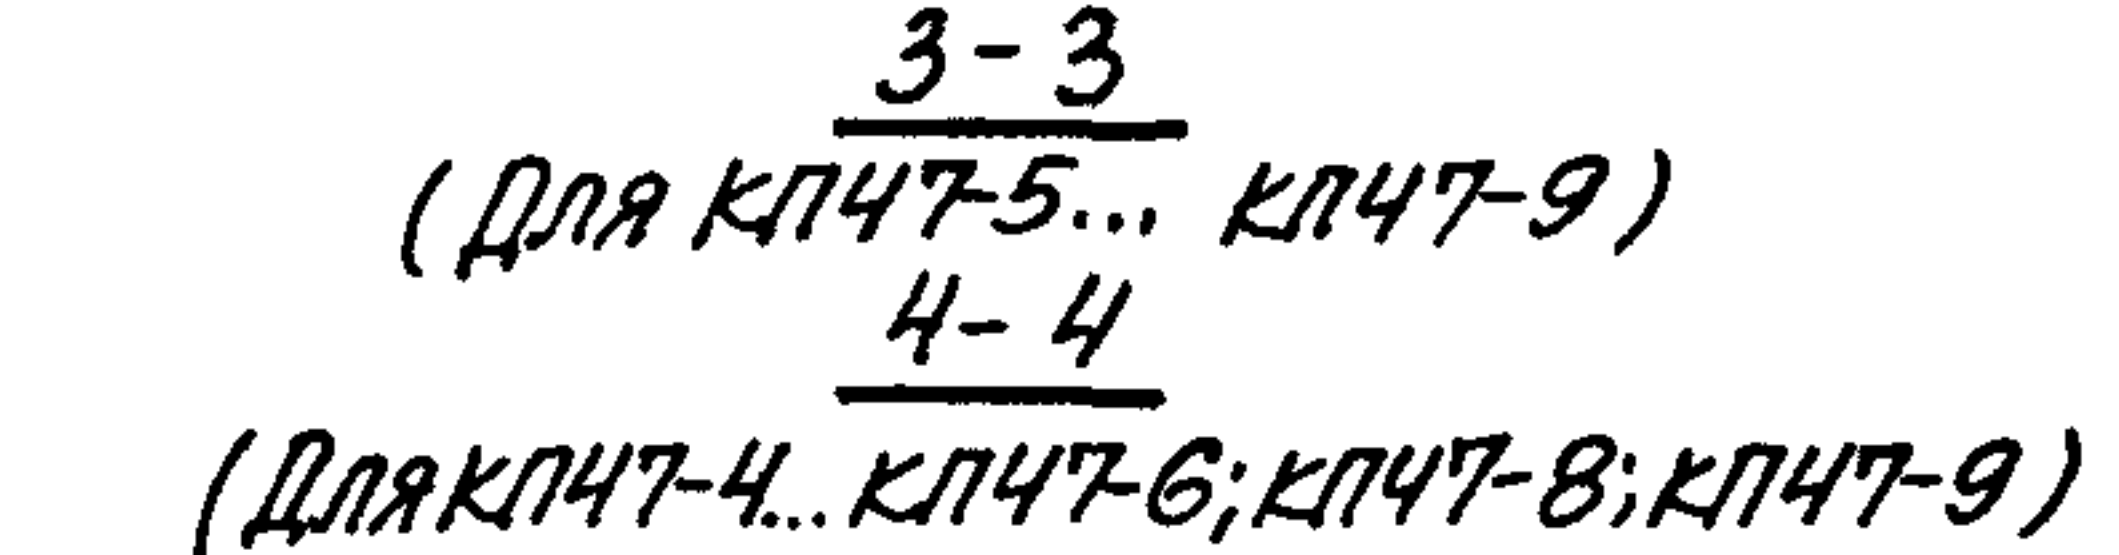 3 - 3
(Для КП47-5... КП47-9)
4 - 4
(Для КП47-4... КП47-6; КП47-8; КП47-9)